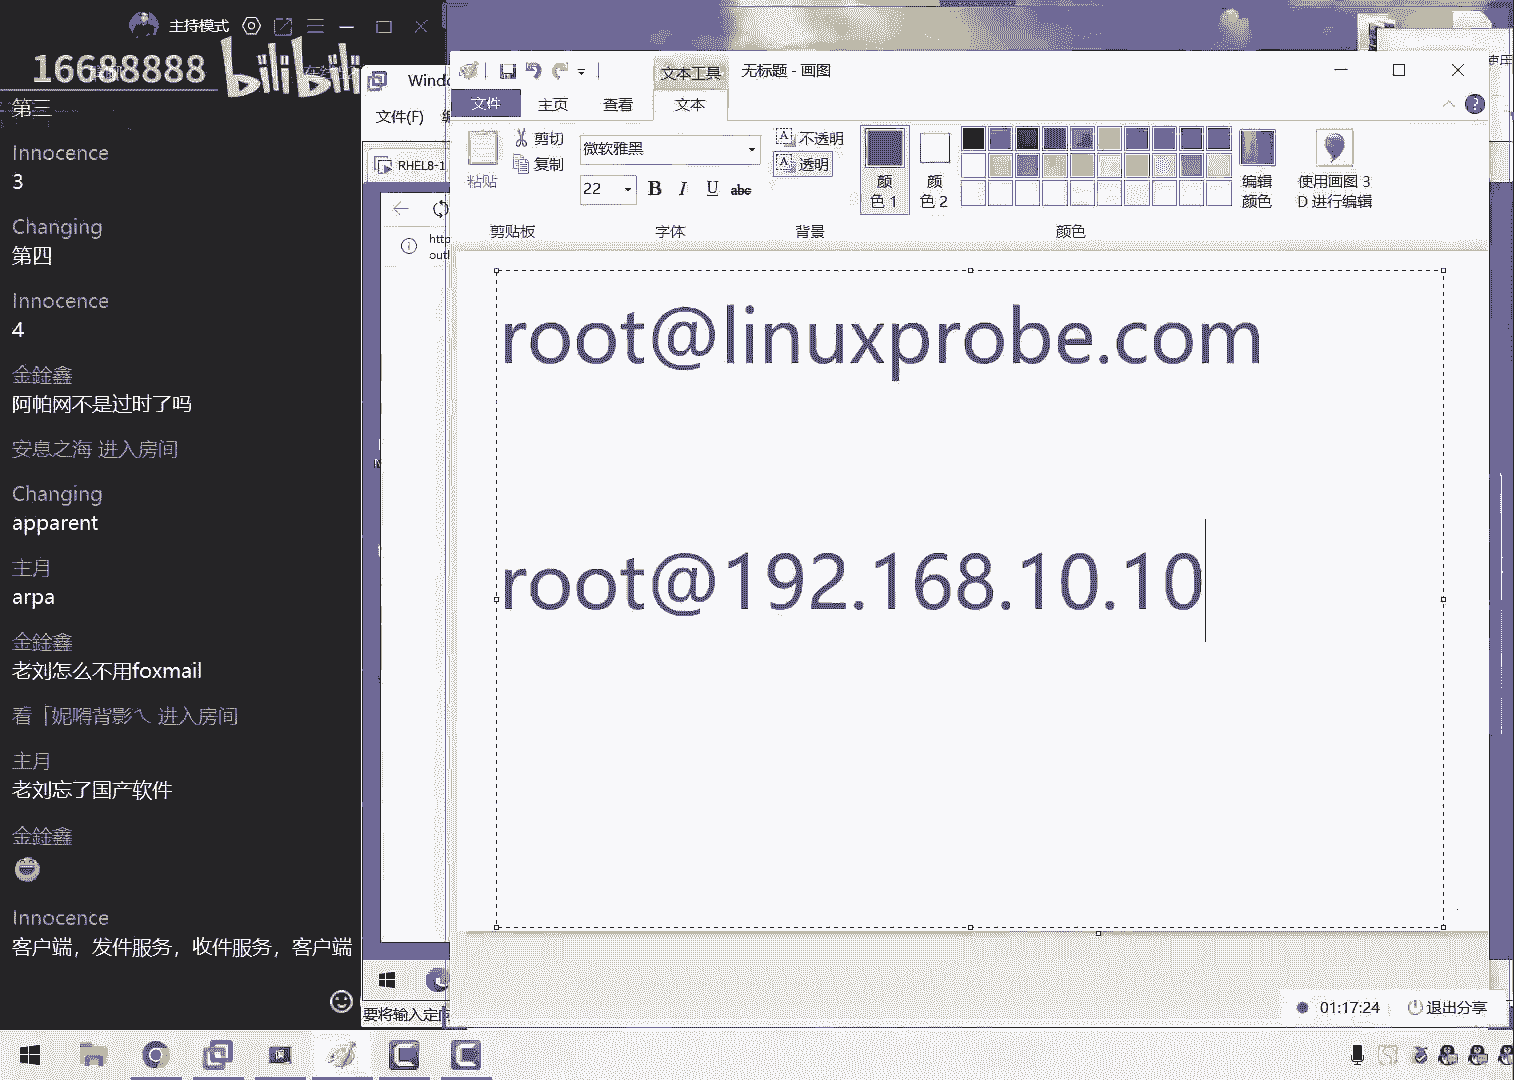 主持模式
16688888
bilibili
第三
Innocence
3
Changing
第四
Innocence
4
金銓鑫
阿帕网不是过时了吗
安息之海 进入房间
Changing
apparent
主月
arpa
金銓鑫
老刘怎么不用foxmail
进入房间
主月
老刘忘了国产软件
金銓鑫
Innocence
客户端，发件服务，收件服务，客户端
Windo
文件(F)
RHEL8-1
http
outl
要将输入定
文本工具
无标题 - 画图
文件
主页
查看
文本
粘贴
剪切
复制
剪贴板
微软雅黑
22
B I U abc
字体
不透明
透明
背景
颜
色 1
颜
色 2
颜色
编辑
颜色
使用画图 3
D 进行编辑
root@linuxprobe.com
root@192.168.10.10
01:17:24
退出分享